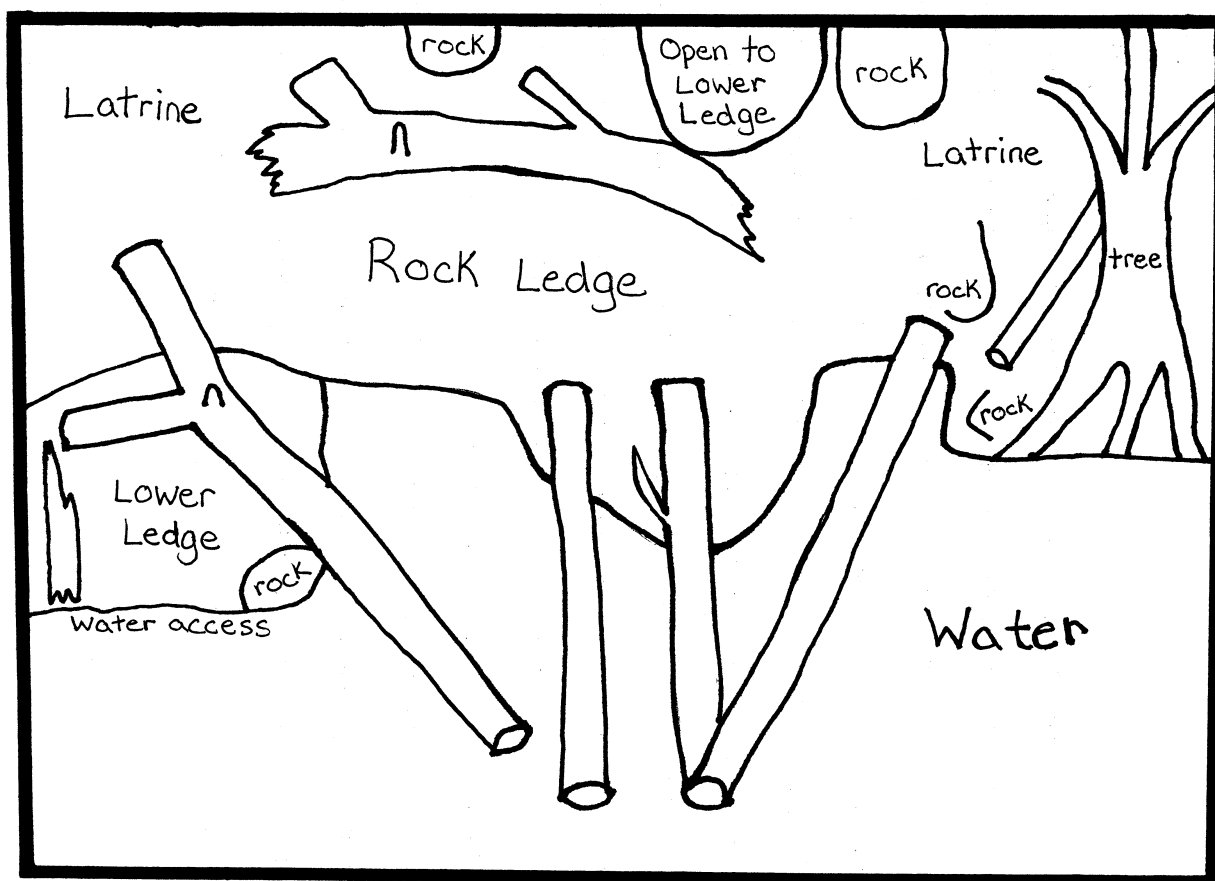 rock
Open to
Lower
Ledge
rock
Latrine
Latrine
tree
Rock Ledge
rock
rock
Lower
Ledge
rock
Water access
Water